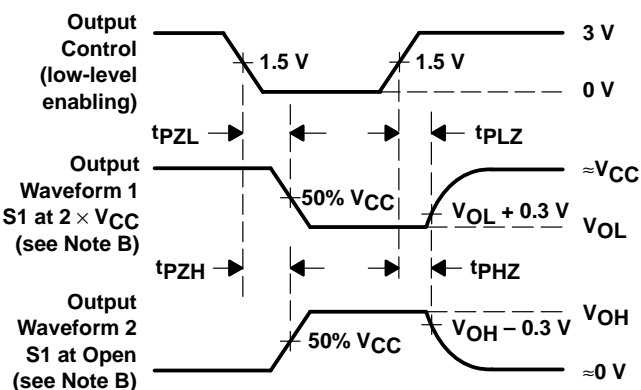 Output
Control
(low-level
enabling)
1.5 V
1.5 V
3 V
0 V
tPZL
tPLZ
Output
Waveform 1
S1 at 2 × VCC
(see Note B)
50% VCC
VOL + 0.3 V
≈VCC
VOL
tPZH
tPHZ
Output
Waveform 2
S1 at Open
(see Note B)
50% VCC
VOH – 0.3 V
VOH
≈0 V